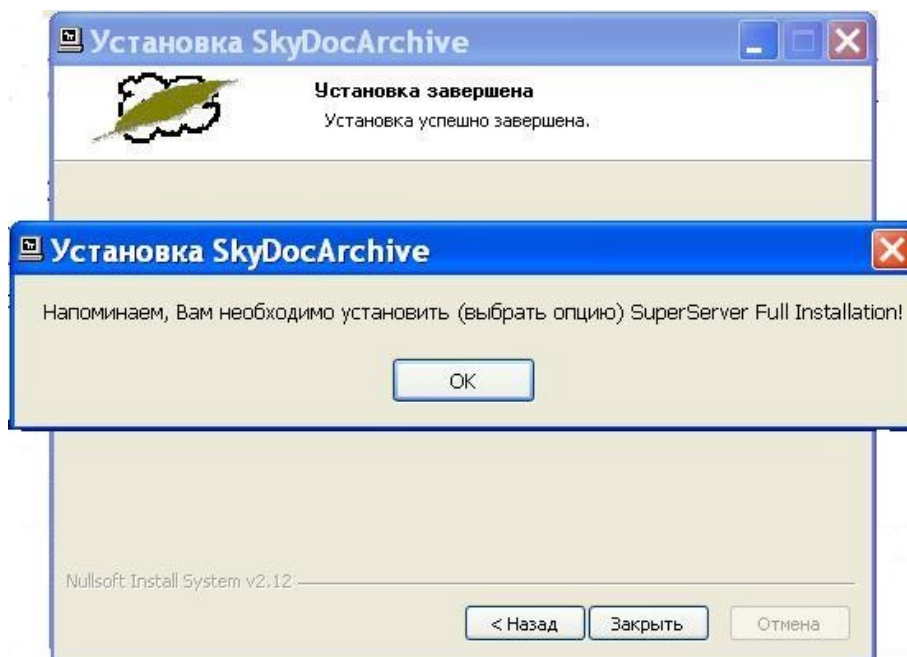 Установка SkyDocArchive
Установка завершена
Установка успешно завершена.
Установка SkyDocArchive
Напоминаем, Вам необходимо установить (выбрать опцию) SuperServer Full Installation!
OK
Nullsoft Install System v2.12
< Назад
Закрыть
Отмена